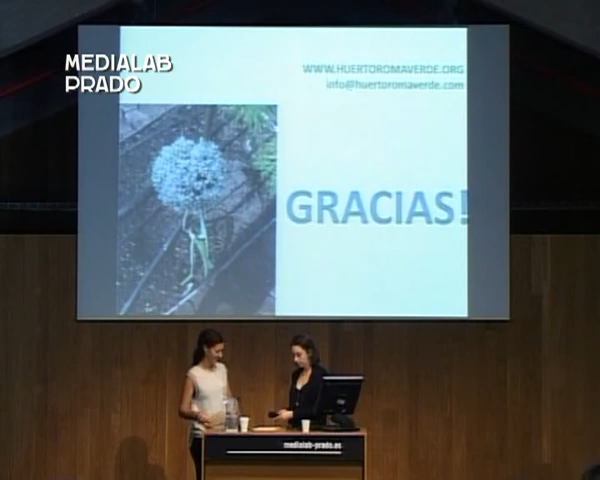 MEDIALAB
PRADO
WWW.HUERTOROMAVERDE.ORG
info@huertoromaverde.com
GRACIAS!
medialab-prado.es